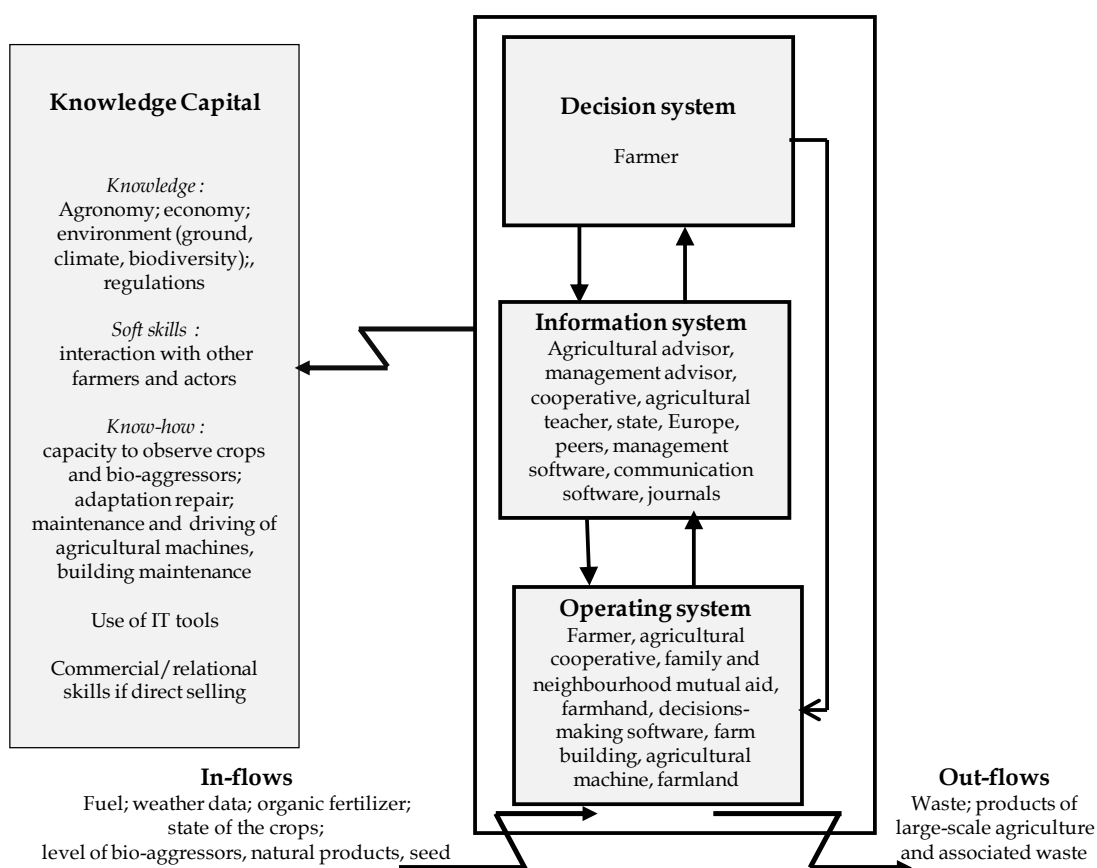 Knowledge Capital
Knowledge :
Agronomy; economy;
environment (ground,
climate, biodiversity);,
regulations
Soft skills :
interaction with other
farmers and actors
Know-how :
capacity to observe crops
and bio-aggressors;
adaptation repair;
maintenance and driving of
agricultural machines,
building maintenance
Use of IT tools
Commercial/relational
skills if direct selling
Decision system
Farmer
Information system
Agricultural advisor,
management advisor,
cooperative, agricultural
teacher, state, Europe,
peers, management
software, communication
software, journals
Operating system
Farmer, agricultural
cooperative, family and
neighbourhood mutual aid,
farmhand, decisions-
making software, farm
building, agricultural
machine, farmland
In-flows
Fuel; weather data; organic fertilizer;
state of the crops;
level of bio-aggressors, natural products, seed
Out-flows
Waste; products of
large-scale agriculture
and associated waste